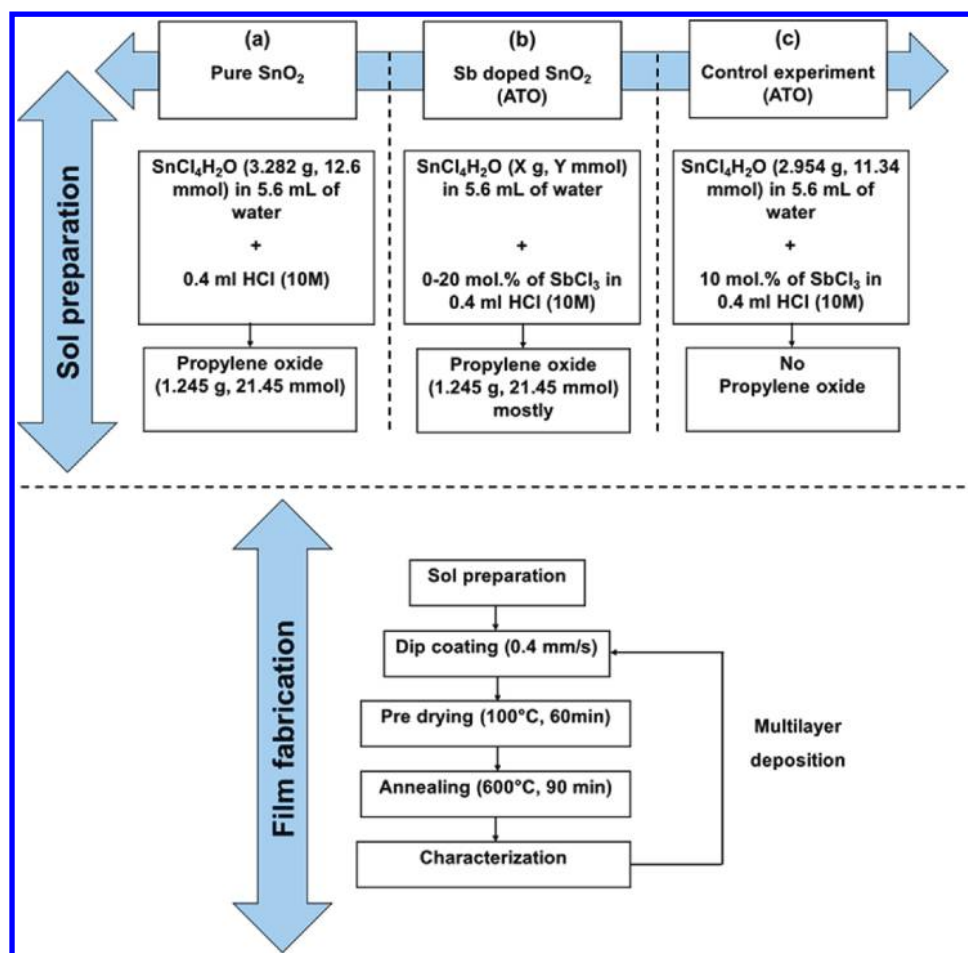 (a)
Pure SnO₂
(b)
Sb doped SnO₂
(ATO)
(c)
Control experiment
(ATO)
Sol preparation
SnCl₄H₂O (3.282 g, 12.6
mmol) in 5.6 mL of
water
+
0.4 ml HCl (10M)
Propylene oxide
(1.245 g, 21.45 mmol)
SnCl₄H₂O (X g, Y mmol)
in 5.6 mL of water
+
0-20 mol.% of SbCl₃ in
0.4 ml HCl (10M)
Propylene oxide
(1.245 g, 21.45 mmol)
mostly
SnCl₄H₂O (2.954 g, 11.34
mmol) in 5.6 mL of
water
+
10 mol.% of SbCl₃ in
0.4 ml HCl (10M)
No
Propylene oxide
Film fabrication
Sol preparation
Dip coating (0.4 mm/s)
Pre drying (100°C, 60min)
Annealing (600°C, 90 min)
Characterization
Multilayer
deposition